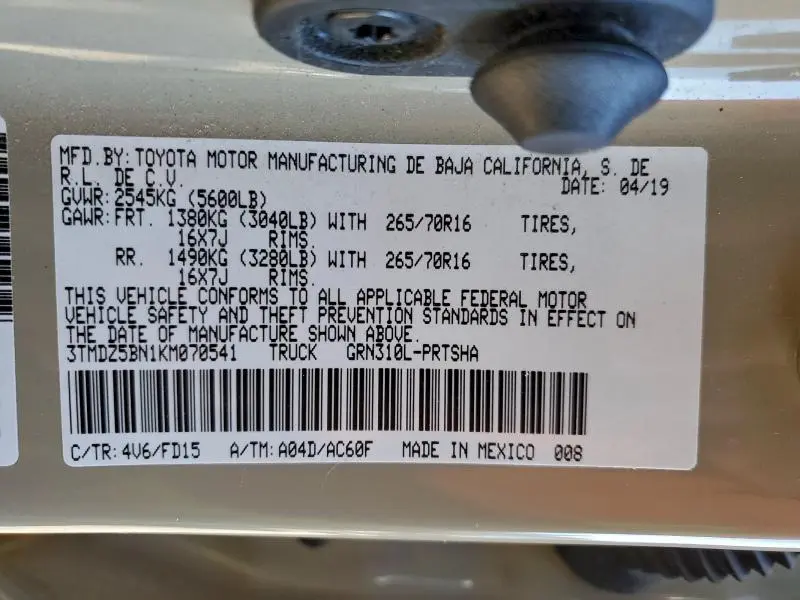 MFD.BY: TOYOTA MOTOR MANUFACTURING DE BAJA CALIFORNIA, S. DE
R.L. DE C.V. DATE: 04/19
GVWR: 2545KG (5600LB)
GAWR: FRT. 1380KG (3040LB) WITH 265/70R16 TIRES,
16X7J RIMS.
RR. 1490KG (3280LB) WITH 265/70R16 TIRES,
16X7J RIMS.
THIS VEHICLE CONFORMS TO ALL APPLICABLE FEDERAL MOTOR
VEHICLE SAFETY AND THEFT PREVENTION STANDARDS IN EFFECT ON
THE DATE OF MANUFACTURE SHOWN ABOVE.
3TMDZ5BN1KM070541 TRUCK GRN310L-PRTSHA
C/TR: 4V6/FD15 A/TM: A04D/AC60F MADE IN MEXICO 008